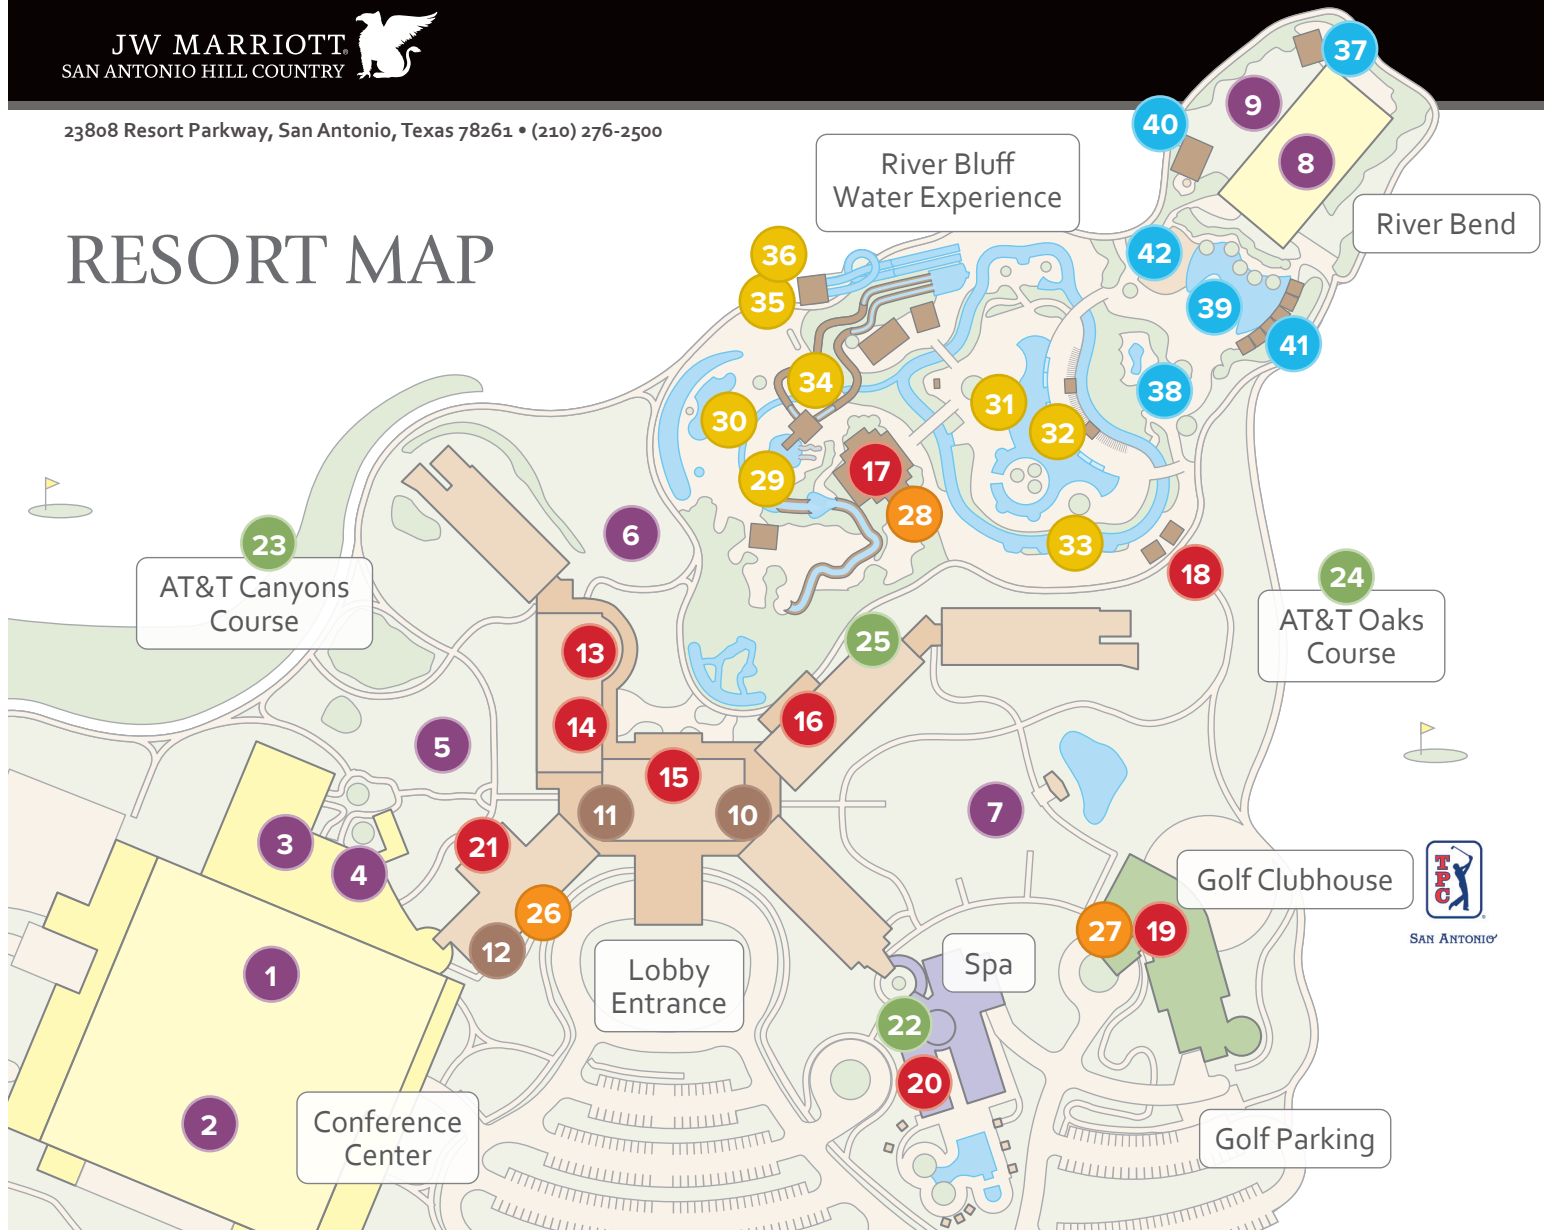 JW MARRIOTT®
SAN ANTONIO HILL COUNTRY
23808 Resort Parkway, San Antonio, Texas 78261 • (210) 276-2500
RESORT MAP
37
9
40
8
River Bluff
Water Experience
River Bend
36
42
35
39
41
34
38
31
30
32
17
29
28
6
33
23
18
24
AT&T Canyons
Course
AT&T Oaks
Course
25
13
16
14
5
15
11
10
7
3
21
4
Golf Clubhouse
TPC
®
SAN ANTONIO®
26
27
19
12
1
Lobby
Entrance
Spa
22
20
2
Conference
Center
Golf Parking